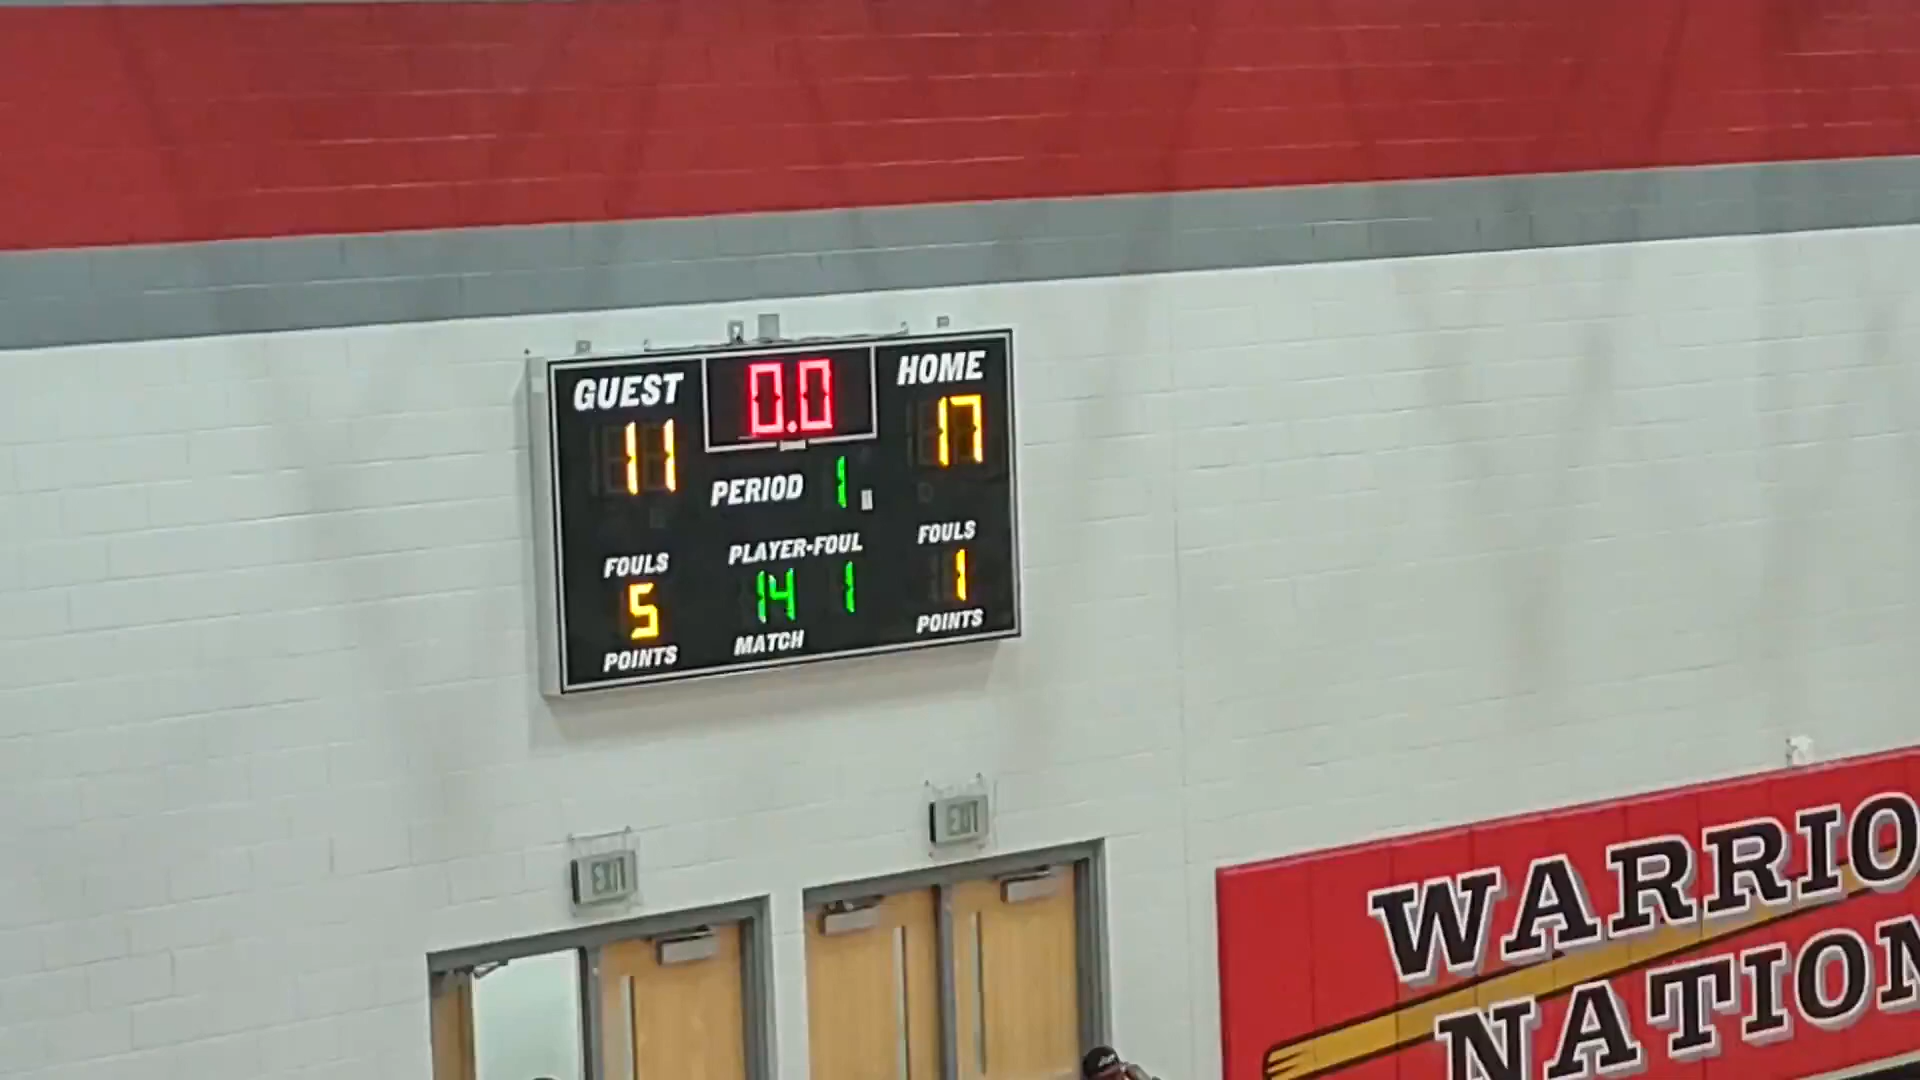 GUEST 0.0 HOME
11 17
PERIOD 1
FOULS PLAYER-FOUL FOULS
5 14 1 1
POINTS MATCH POINTS
EXIT
EXIT
WARRIO
NATION